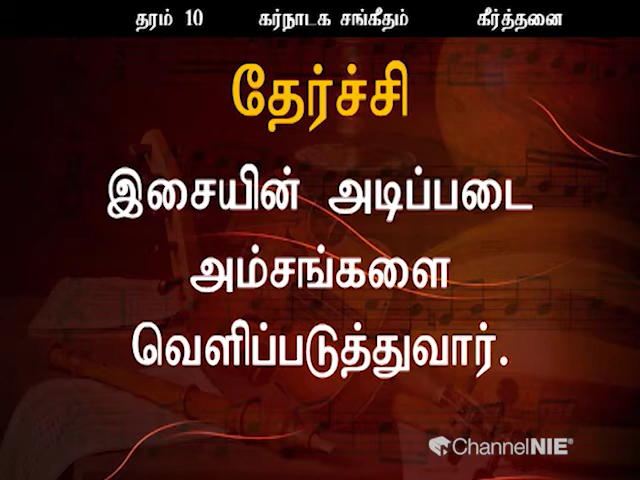 தரம் 10 கர்நாடக சங்கீதம் கீர்த்தனை
தேர்ச்சி
இசையின் அடிப்படை
அம்சங்களை
வெளிப்படுத்துவார்.
ChannelNIE®